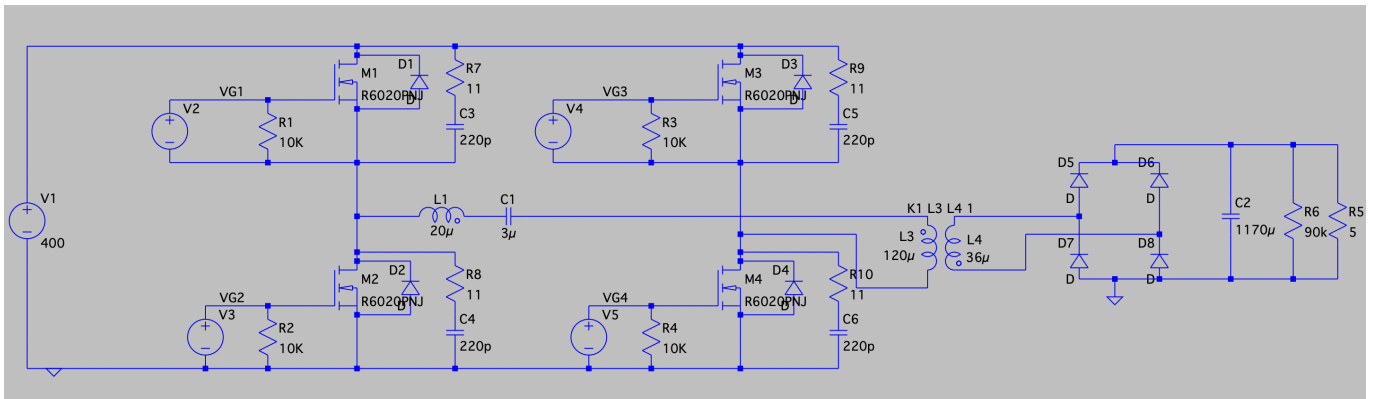 V1
400
VG1
V2
R1
10K
M1
R6020PNJ
D1
D
R7
11
C3
220p
VG3
V4
R3
10K
M3
R6020PNJ
D3
D
R9
11
C5
220p
L1
20µ
C1
3µ
VG2
V3
R2
10K
M2
R6020PNJ
D2
D
R8
11
C4
220p
VG4
V5
R4
10K
M4
R6020PNJ
D4
D
R10
11
C6
220p
K1 L3 L4 1
L3
120µ
L4
36µ
D5
D
D6
D
D7
D
D8
D
C2
1170µ
R6
90k
R5
5